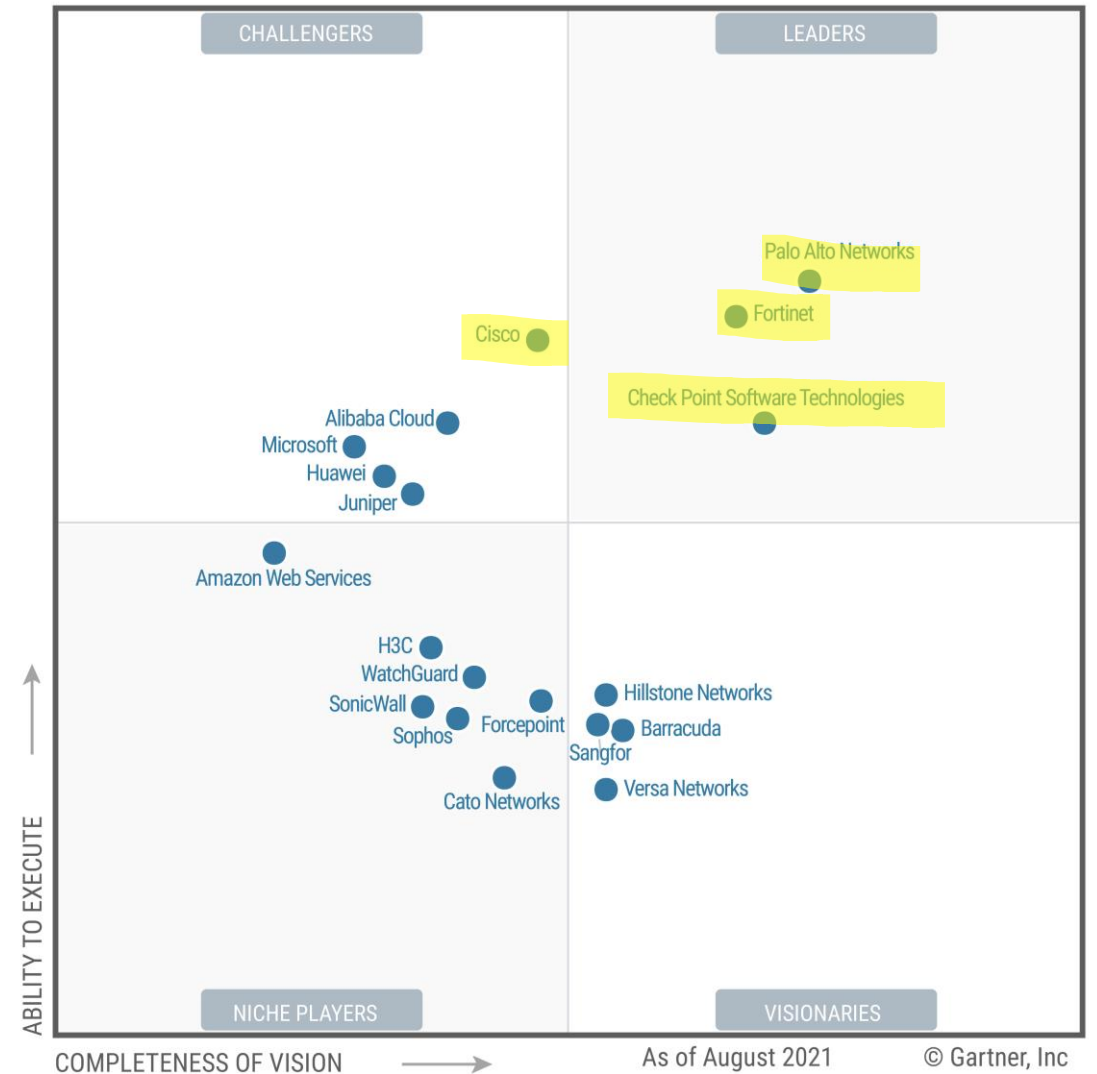 CHALLENGERS
LEADERS
Palo Alto Networks
Fortinet
Cisco
Check Point Software Technologies
Alibaba Cloud
Microsoft
Huawei
Juniper
Amazon Web Services
H3C
WatchGuard
SonicWall
Sophos
Forcepoint
Cato Networks
Hillstone Networks
Barracuda
Sangfor
Versa Networks
NICHE PLAYERS
VISIONARIES
ABILITY TO EXECUTE
COMPLETENESS OF VISION
As of August 2021
© Gartner, Inc